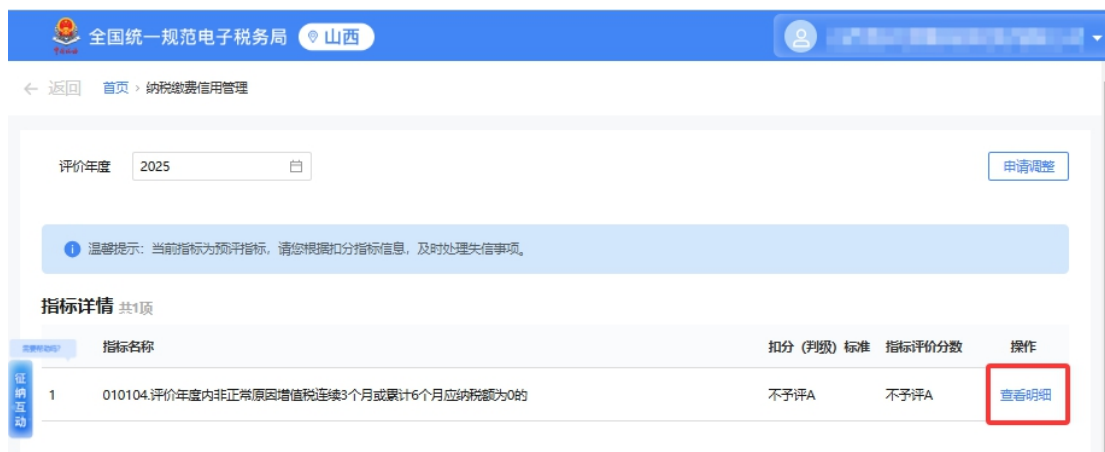 全国统一规范电子税务局 山西
返回 首页 > 纳税缴费信用管理
评价年度 2025 申请调整
温馨提示：当前指标为预评指标，请您根据扣分指标信息，及时处理失信事项。
指标详情 共1项
指标名称 扣分（判级）标准 指标评价分数 操作
1 010104.评价年度内非正常原因增值税连续3个月或累计6个月应纳税额为0的 不予评A 不予评A 查看明细
征纳互动